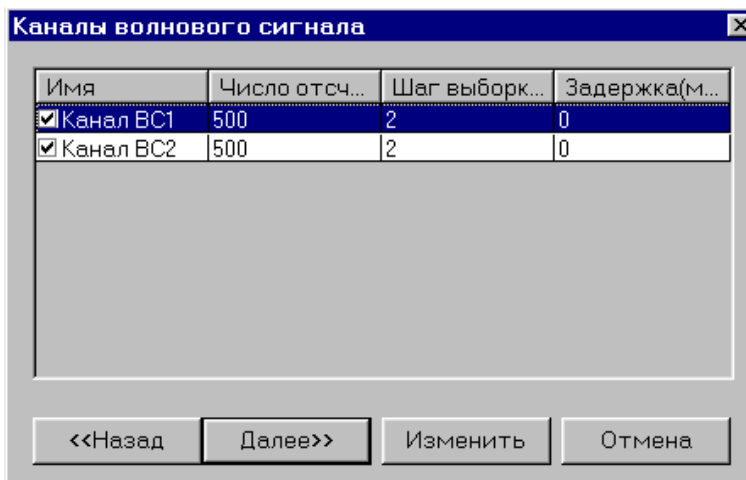 Каналы волнового сигнала
Имя Число отсч... Шаг выборк... Задержка(м...
Канал ВС1 500 2 0
Канал ВС2 500 2 0
<<Назад Далее>> Изменить Отмена